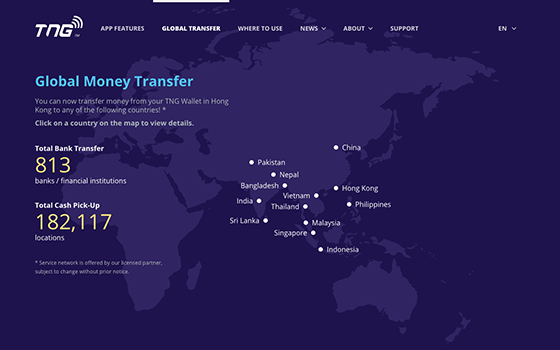 TNG TM
APP FEATURES
GLOBAL TRANSFER
WHERE TO USE
NEWS
ABOUT
SUPPORT
EN
Global Money Transfer
You can now transfer money from your TNG Wallet in Hong
Kong to any of the following countries! *
Click on a country on the map to view details.
Total Bank Transfer
813
banks / financial institutions
Total Cash Pick-Up
182,117
locations
* Service network is offered by our licensed partner,
subject to change without prior notice.
China
Pakistan
Nepal
Bangladesh
Hong Kong
Vietnam
India
Philippines
Thailand
Sri Lanka
Malaysia
Singapore
Indonesia